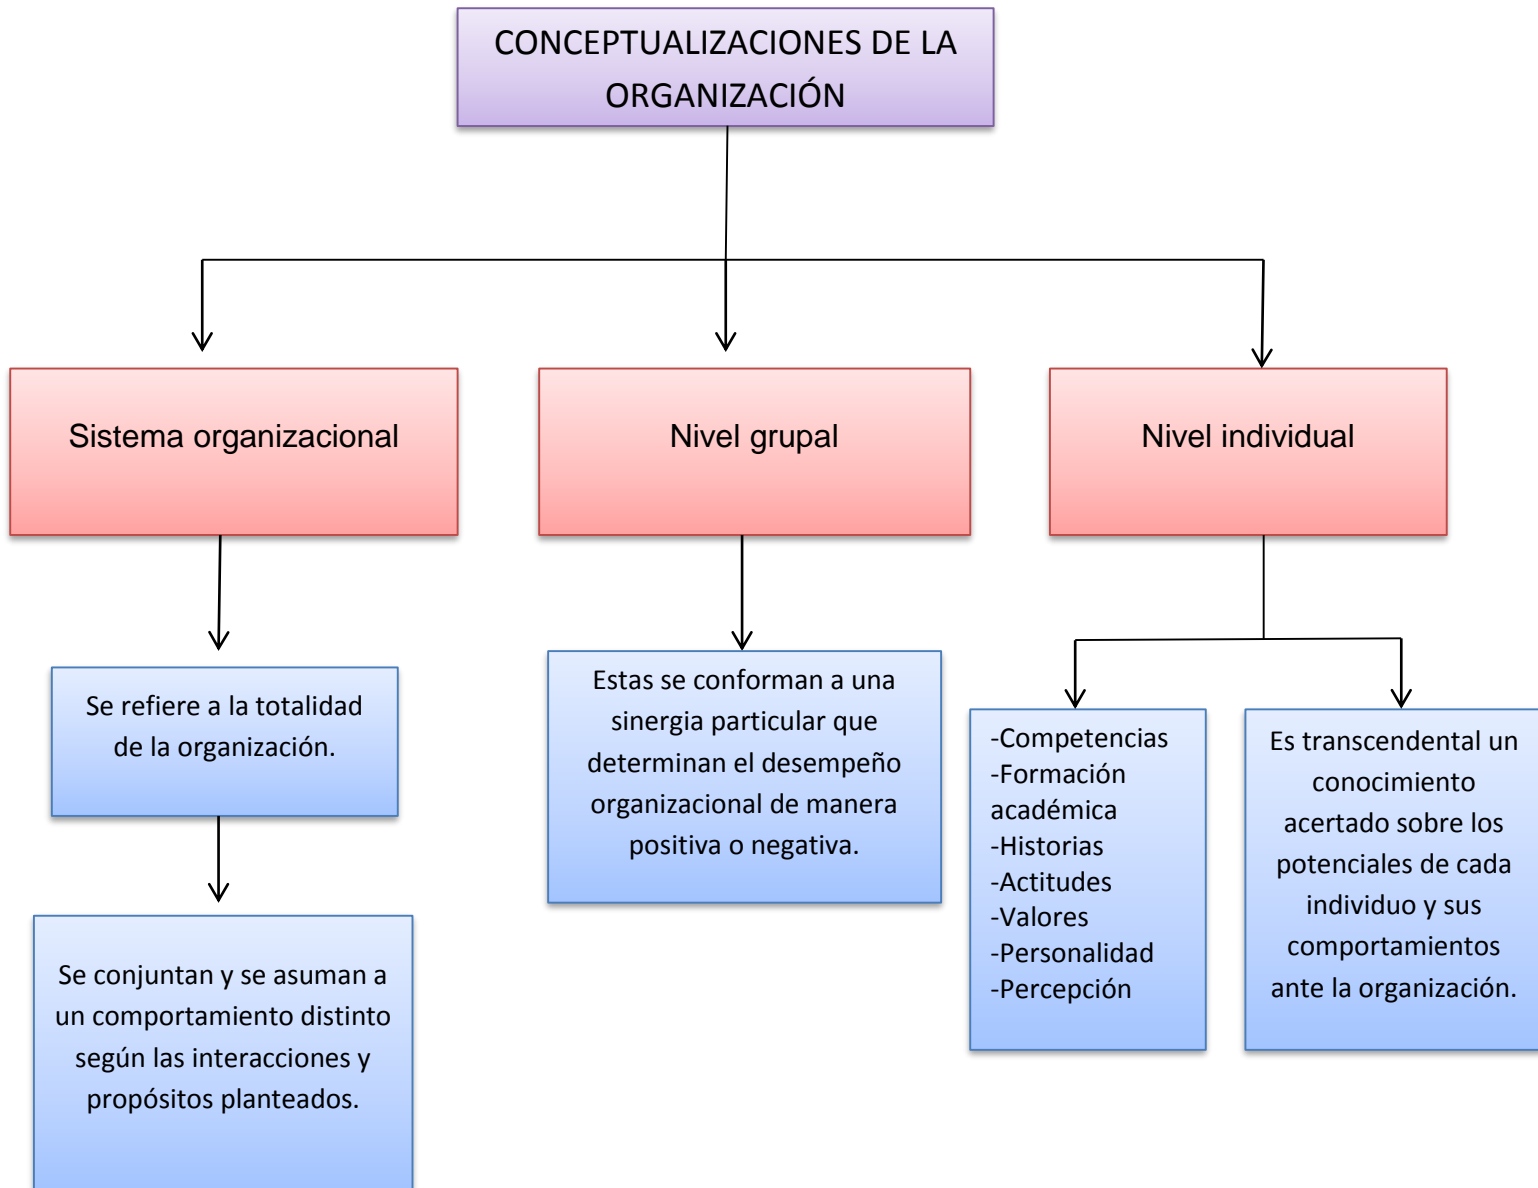 CONCEPTUALIZACIONES DE LA
ORGANIZACIÓN
Sistema organizacional
Nivel grupal
Nivel individual
Se refiere a la totalidad
de la organización.
Se conjuntan y se asuman a
un comportamiento distinto
según las interacciones y
propósitos planteados.
Estas se conforman a una
sinergia particular que
determinan el desempeño
organizacional de manera
positiva o negativa.
-Competencias
-Formación
académica
-Historias
-Actitudes
-Valores
-Personalidad
-Percepción
Es transcendental un
conocimiento
acertado sobre los
potenciales de cada
individuo y sus
comportamientos
ante la organización.